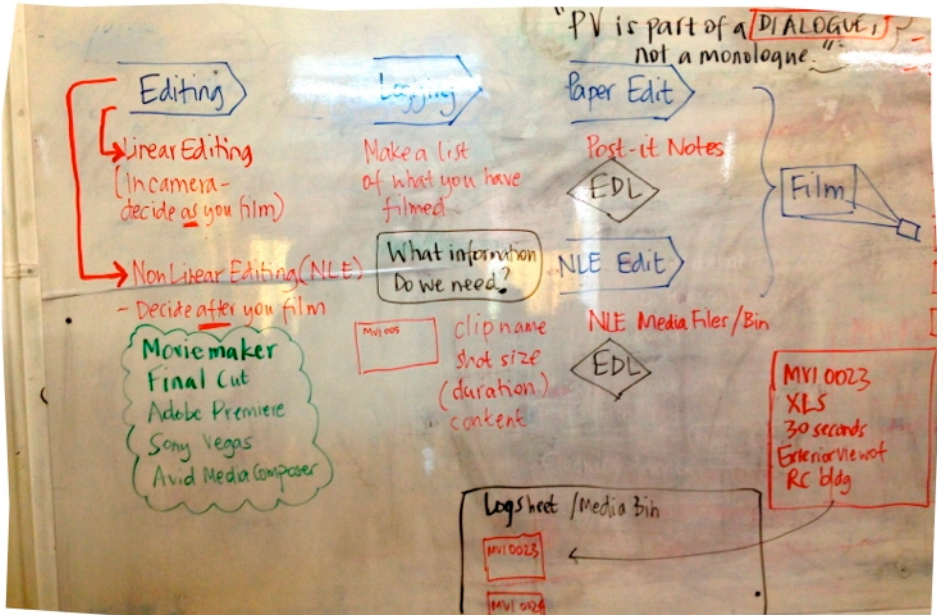 "PV is part of a DIALOGUE,
not a monologue."
Editing
Linear Editing
(In camera-
decide as you film)
Non Linear Editing (NLE)
- Decide after you film
Moviemaker
Final Cut
Adobe Premiere
Sony Vegas
Avid Media Composer
Logging
Make a list
of what you have
filmed
What information
Do we need?
MVI 005
clip name
shot size
(duration)
content
Paper Edit
Post-it Notes
EDL
NLE Edit
NLE Media Files/Bin
EDL
Film
MVI 0023
XLS
30 seconds
Exterior view of
RC bldg
Logsheet / Media Bin
MVI 0023
MVI 0024